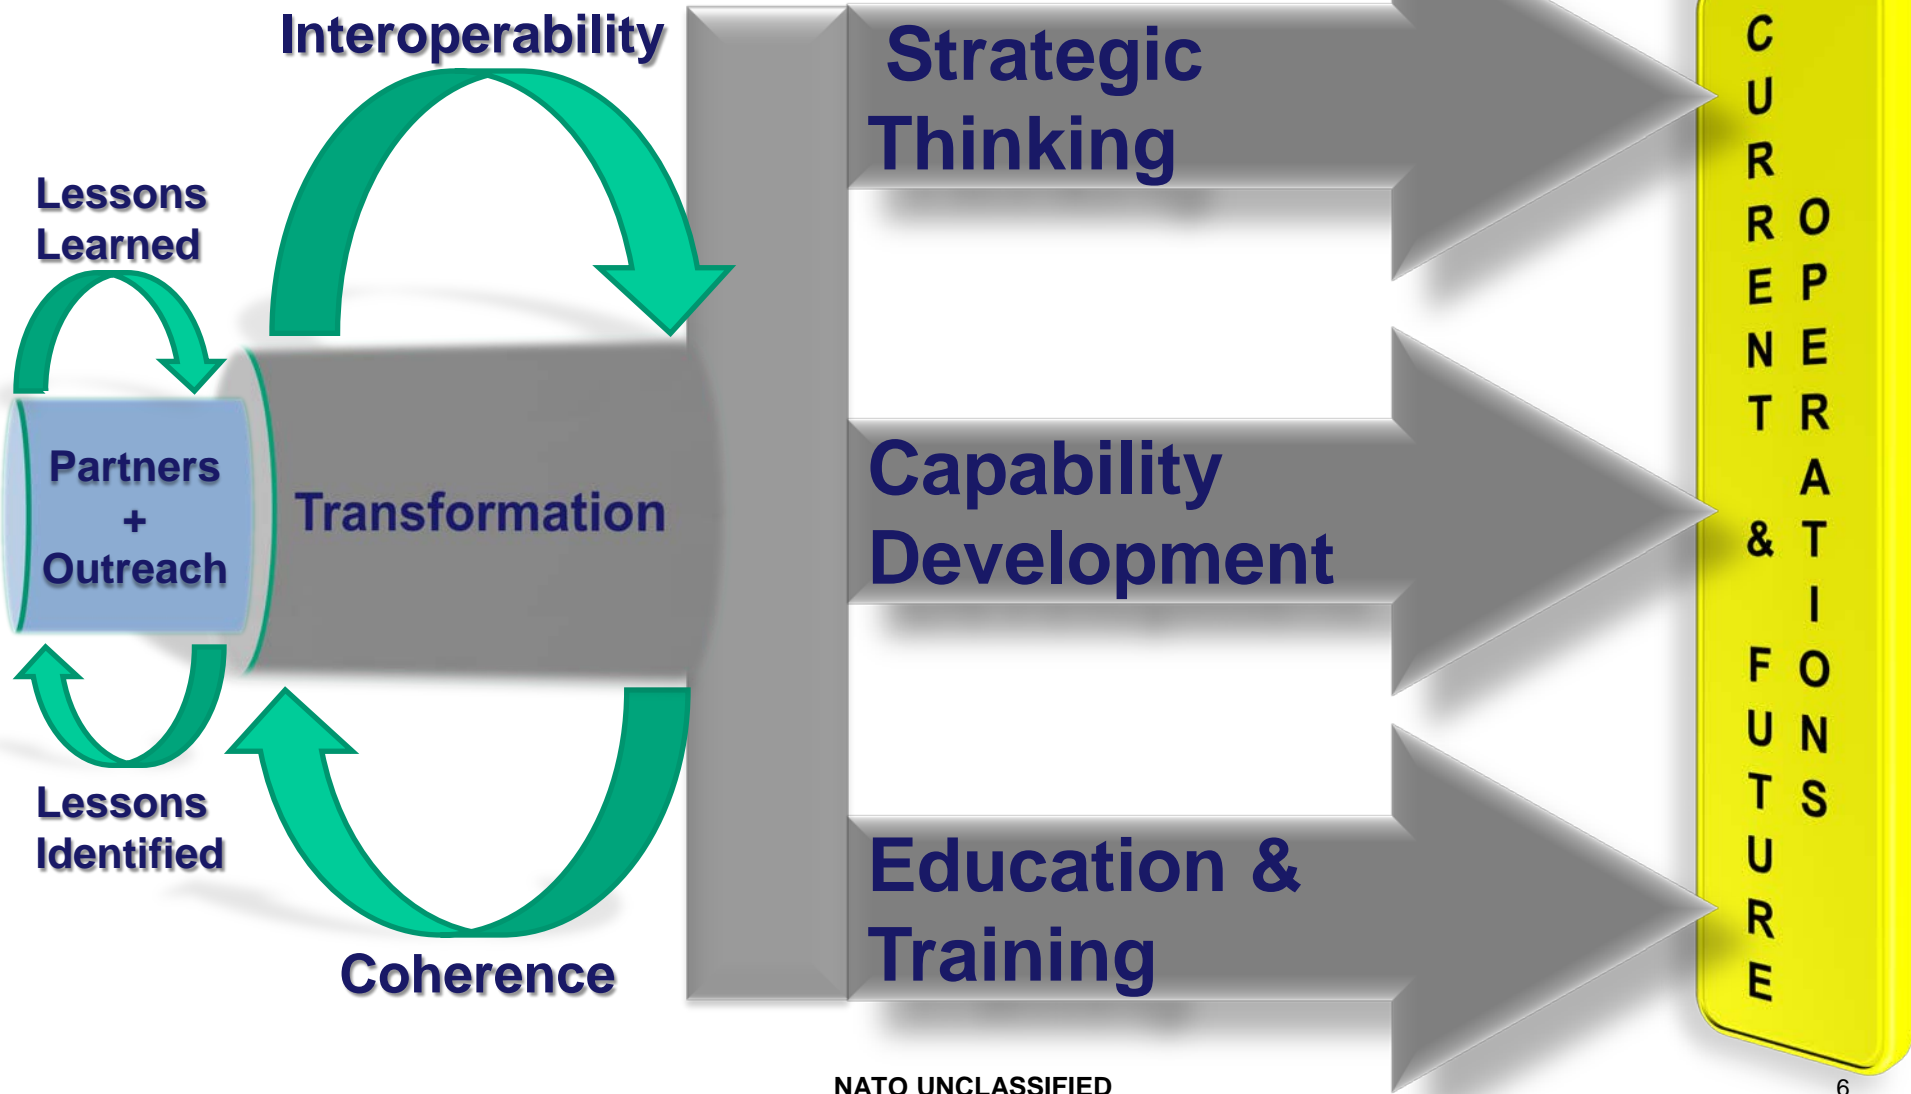 Interoperability
Lessons
Learned
Partners
+
Outreach
Transformation
Lessons
Identified
Coherence
Strategic
Thinking
Capability
Development
Education &
Training
CURRENT & FUTURE
OPERATIONS
NATO UNCLASSIFIED
6